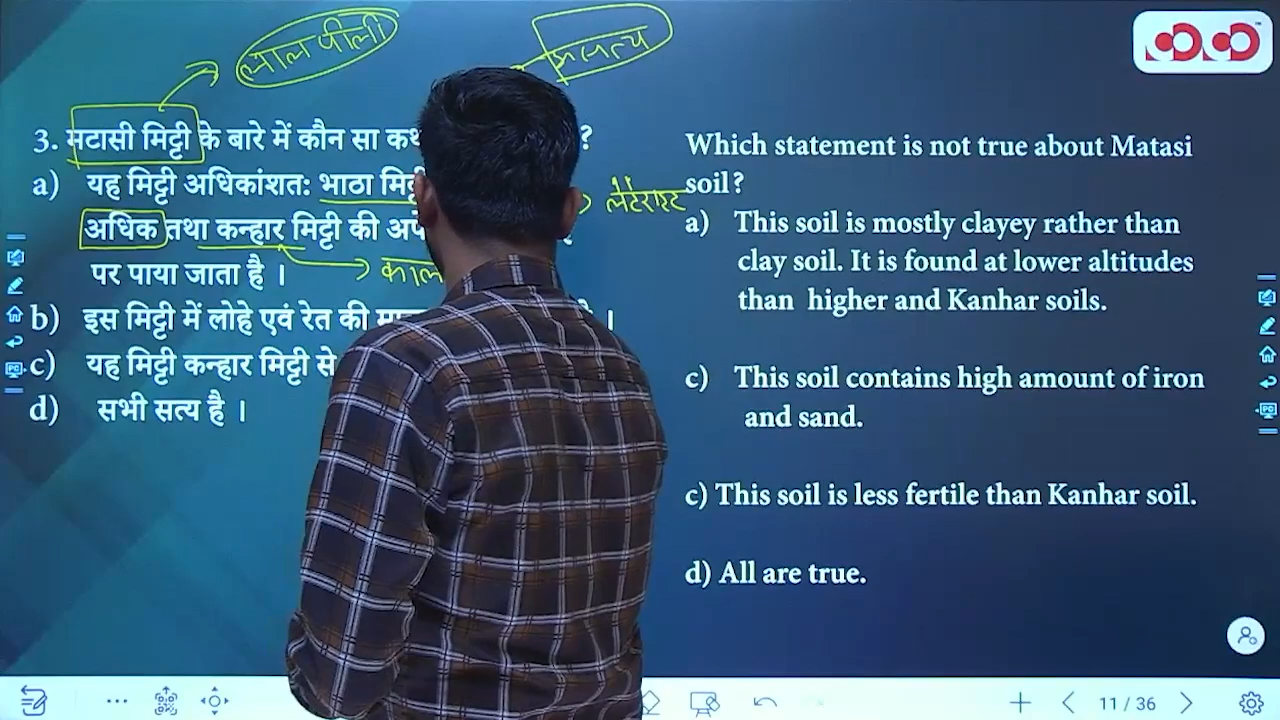 लाल पीली
असत्य
3. मटासी मिट्टी के बारे में कौन सा ?
a) यह मिट्टी अधिकांशत: भाठा
लेटेराइट
अधिक तथा कन्हार मिट्टी की
पर पाया जाता है ।
b) इस मिट्टी में लोहे एवं रेत की ।
c) यह मिट्टी कन्हार मिट्टी से
d) सभी सत्य है ।
Which statement is not true about Matasi
soil?
a) This soil is mostly clayey rather than
clay soil. It is found at lower altitudes
than higher and Kanhar soils.
c) This soil contains high amount of iron
and sand.
c) This soil is less fertile than Kanhar soil.
d) All are true.
11 / 36